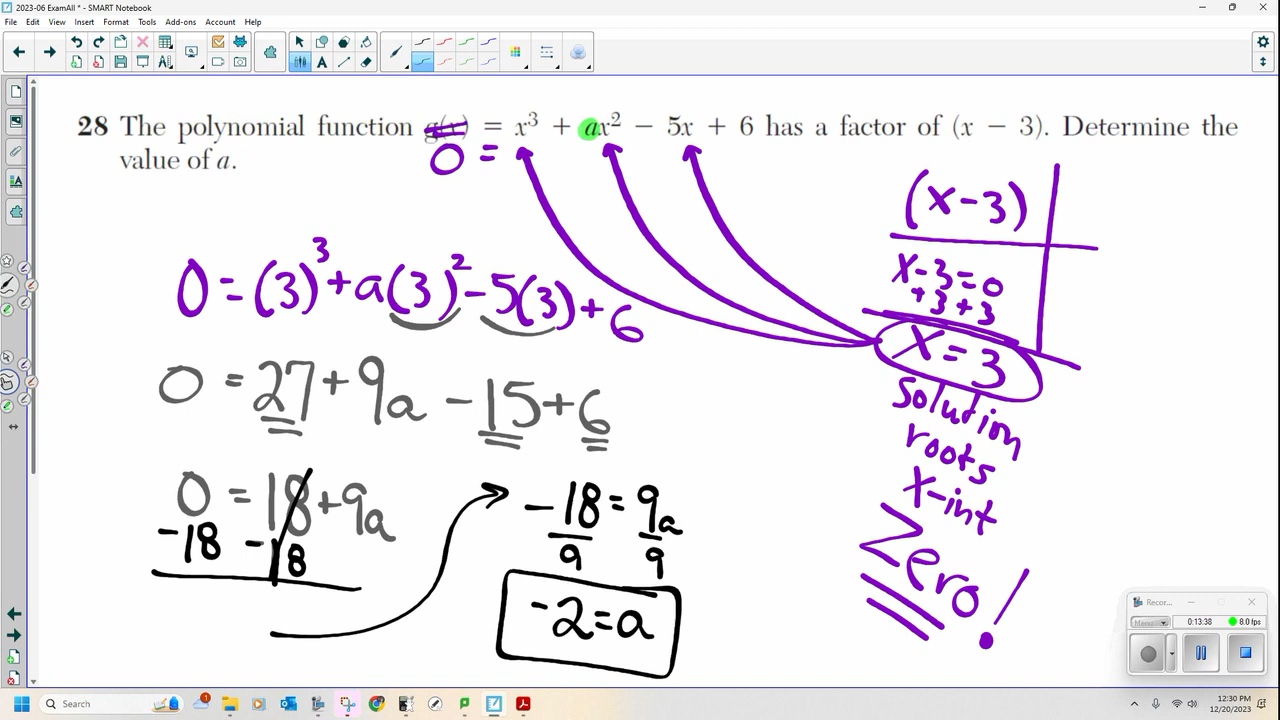 2023-06 ExamAll * - SMART Notebook
File Edit View Insert Format Tools Add-ons Account Help
28 The polynomial function g(x) = x³ + ax² − 5x + 6 has a factor of (x − 3). Determine the
value of a.
0 =
(x-3)
x-3=0
+3 +3
x=3
solution
roots
x-int
Zero!
0 = (3)³ + a(3)² - 5(3) + 6
0 = 27 + 9a - 15 + 6
0 = 18 + 9a
-18 -18
-18 = 9a
9 9
-2 = a
Recor...
Menu
0:13:38
8.0 fps
Search
1
12:30 PM
12/20/2023